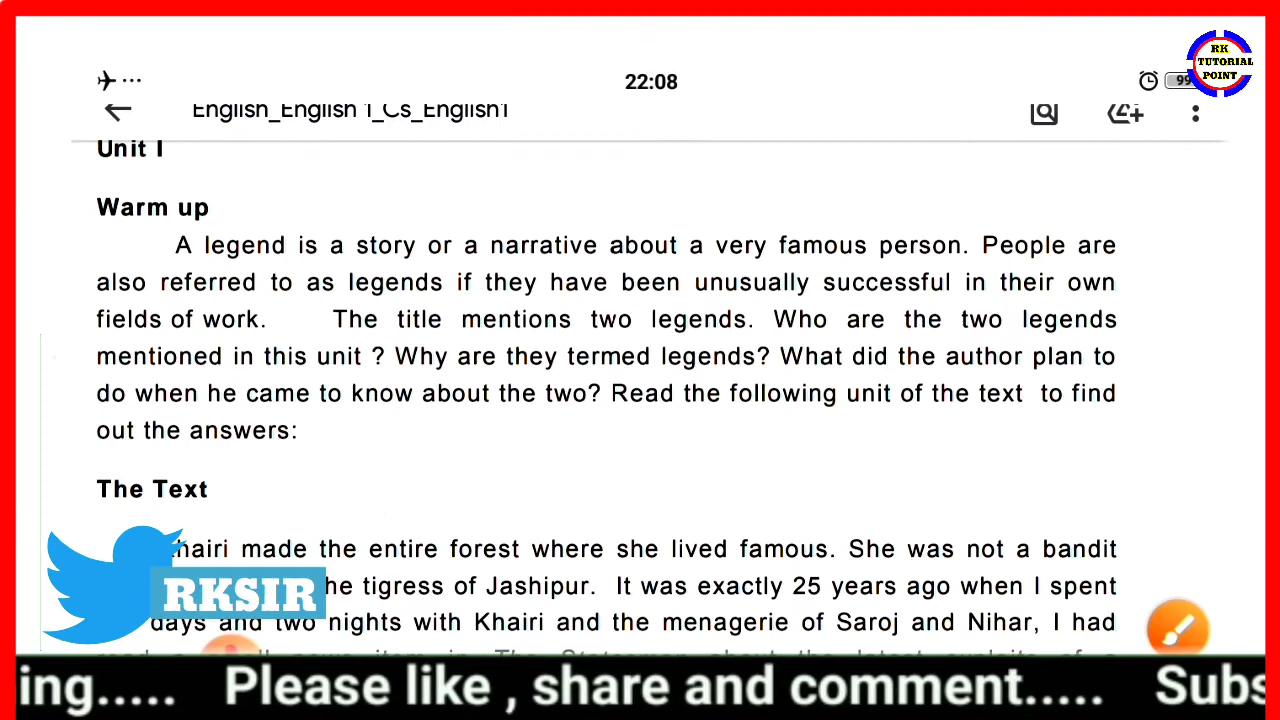 RK
TUTORIAL
POINT
22:08
99
English_English 1_Cs_English1
Unit I
Warm up
A legend is a story or a narrative about a very famous person. People are
also referred to as legends if they have been unusually successful in their own
fields of work. The title mentions two legends. Who are the two legends
mentioned in this unit ? Why are they termed legends? What did the author plan to
do when he came to know about the two? Read the following unit of the text to find
out the answers:
The Text
hairi made the entire forest where she lived famous. She was not a bandit
he tigress of Jashipur. It was exactly 25 years ago when I spent
RKSIR
days and two nights with Khairi and the menagerie of Saroj and Nihar, I had
ing..... Please like , share and comment..... Subs